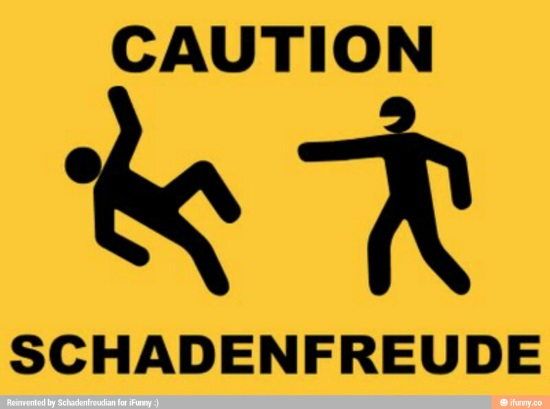 CAUTION
SCHADENFREUDE
Reinvented by Schadenfreudian for iFunny :)
ifunny.co